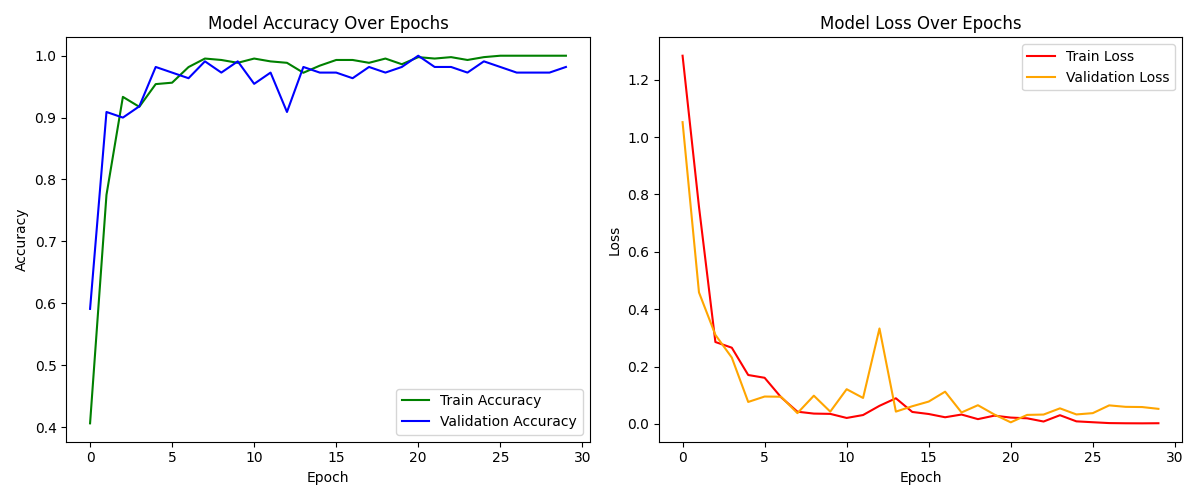 Model Accuracy Over Epochs
1.0
0.9
0.8
0.7
0.6
0.5
0.4
Accuracy
0 5 10 15 20 25 30
Epoch
Train Accuracy
Validation Accuracy
Model Loss Over Epochs
1.2
1.0
0.8
0.6
0.4
0.2
0.0
Loss
0 5 10 15 20 25 30
Epoch
Train Loss
Validation Loss